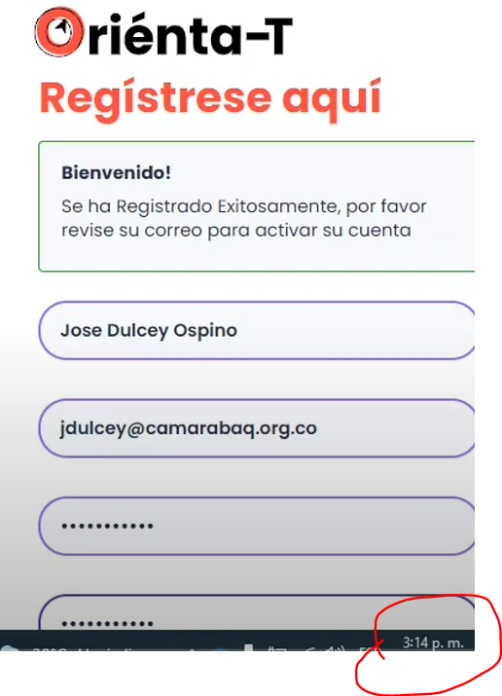 Oriénta-T
Regístrese aquí
Bienvenido!
Se ha Registrado Exitosamente, por favor
revise su correo para activar su cuenta
Jose Dulcey Ospino
jdulcey@camarabaq.org.co
•••••••••••
•••••••••••
3:14 p. m.